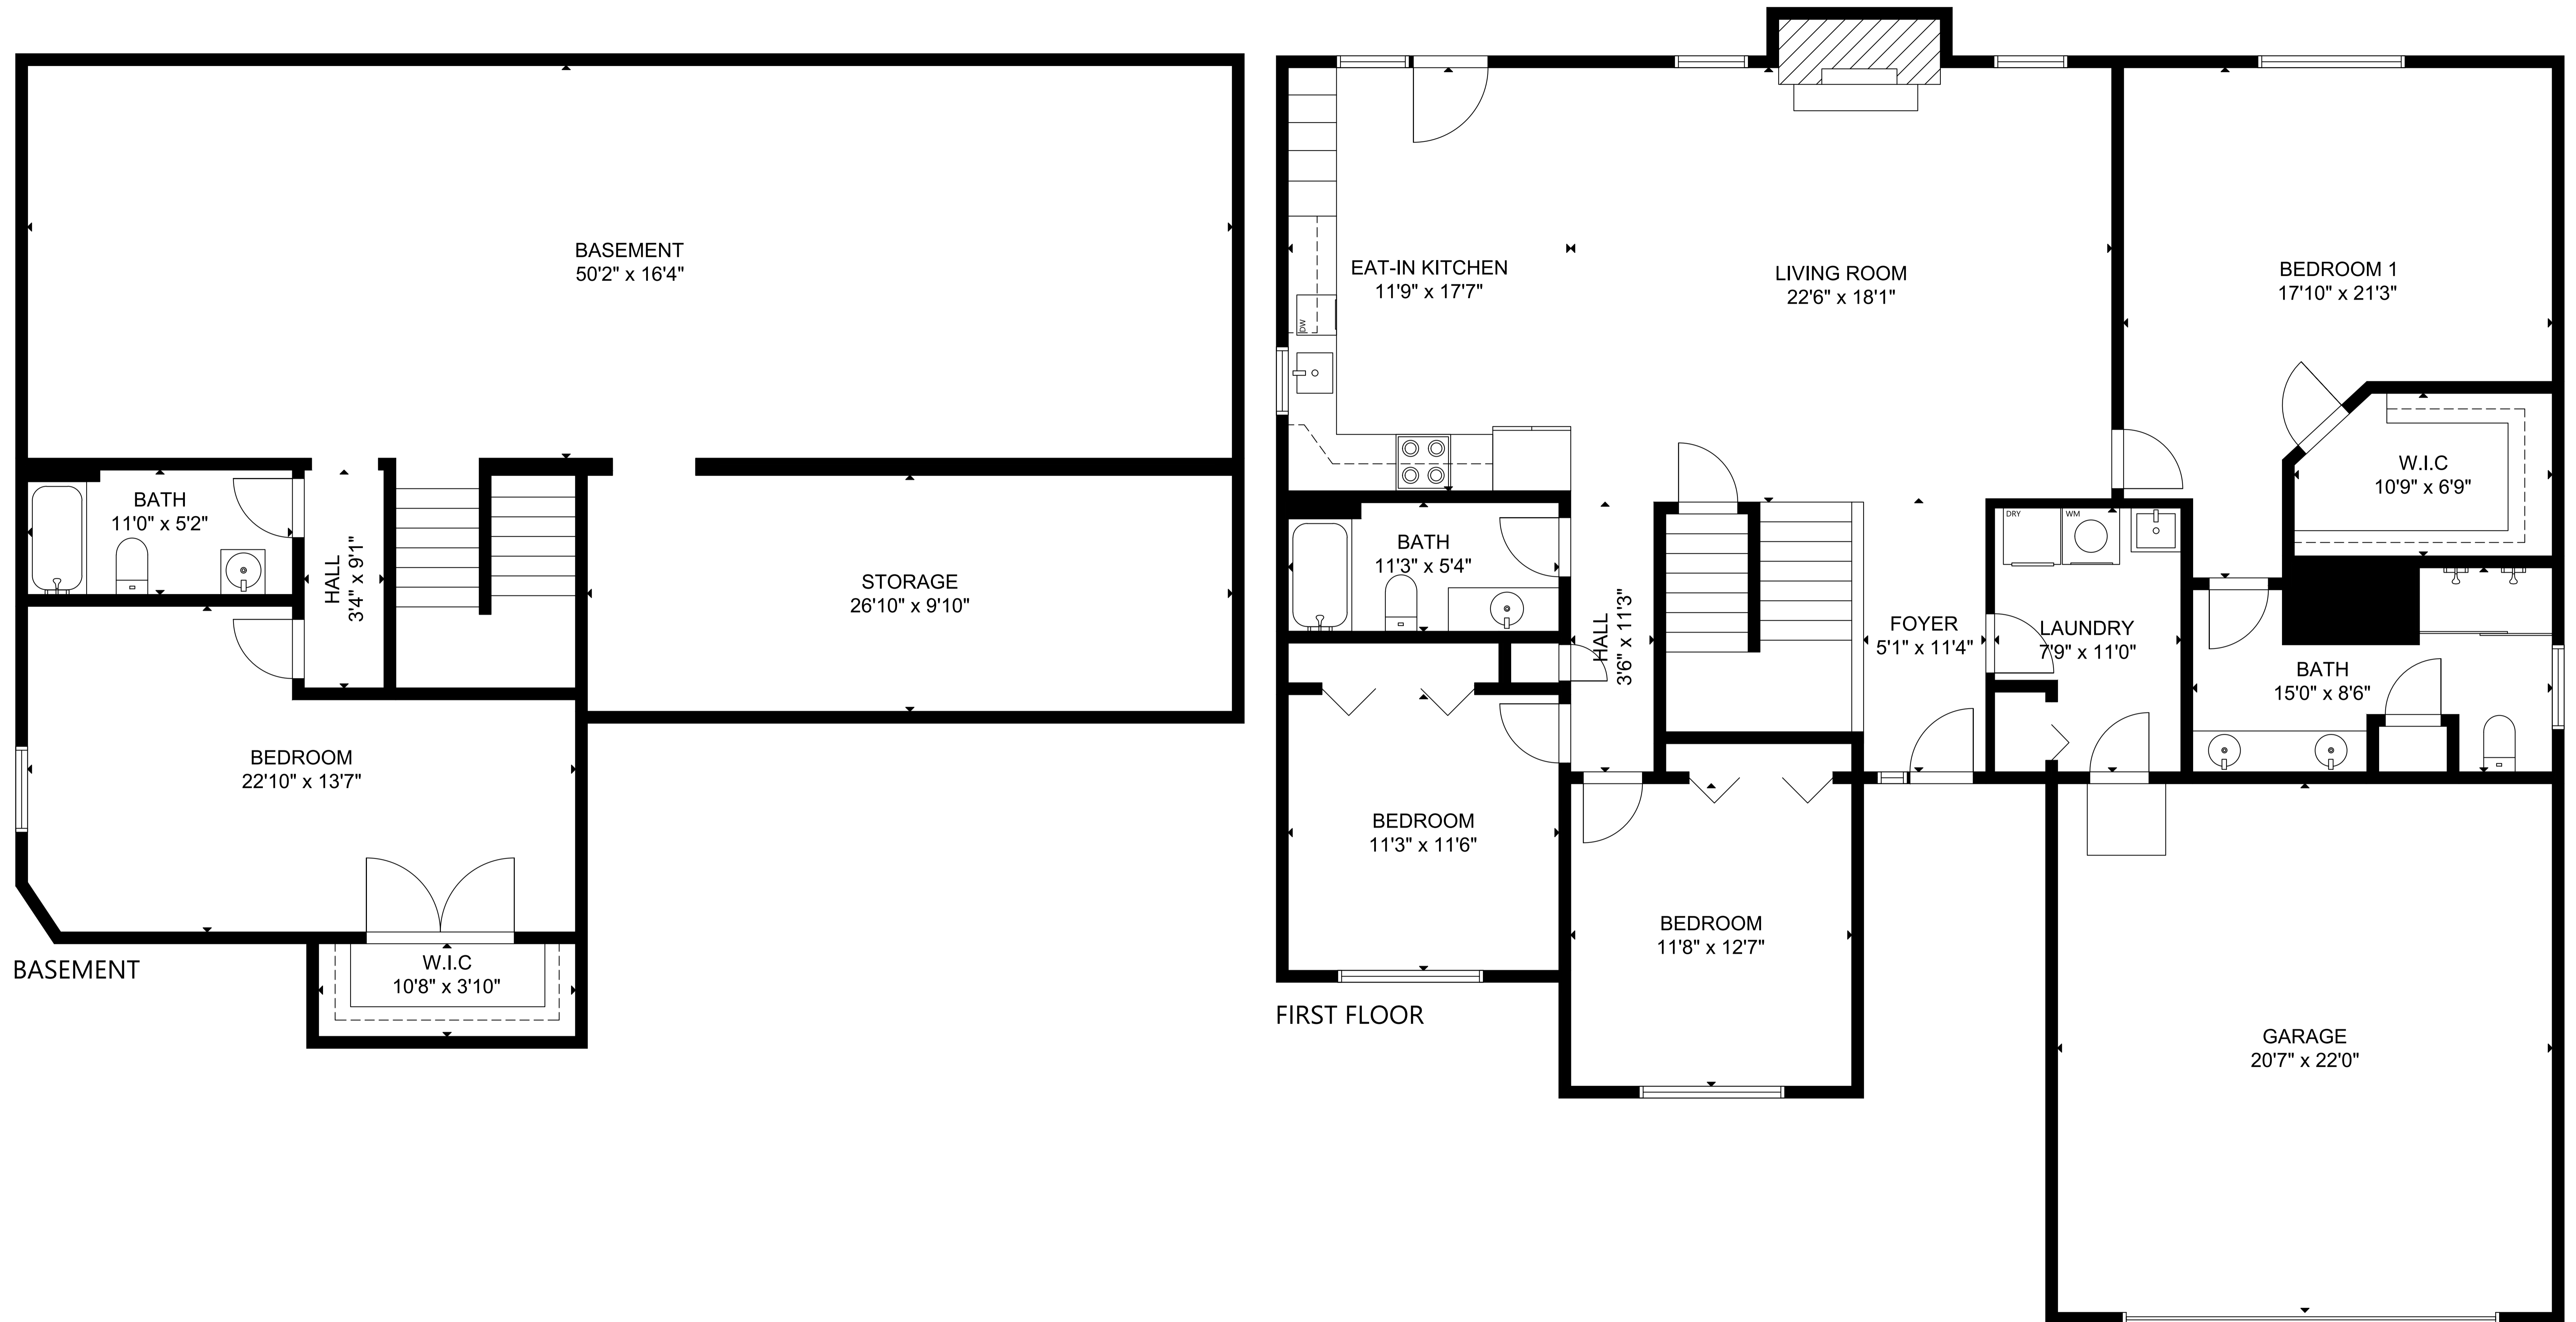 BASEMENT
50'2" x 16'4"
BATH
11'0" x 5'2"
HALL
3'4" x 9'1"
STORAGE
26'10" x 9'10"
BEDROOM
22'10" x 13'7"
W.I.C
10'8" x 3'10"
BASEMENT
EAT-IN KITCHEN
11'9" x 17'7"
DW
LIVING ROOM
22'6" x 18'1"
BEDROOM 1
17'10" x 21'3"
W.I.C
10'9" x 6'9"
BATH
11'3" x 5'4"
HALL
3'6" x 11'3"
FOYER
5'1" x 11'4"
DRY
WM
LAUNDRY
7'9" x 11'0"
BATH
15'0" x 8'6"
BEDROOM
11'3" x 11'6"
BEDROOM
11'8" x 12'7"
GARAGE
20'7" x 22'0"
FIRST FLOOR